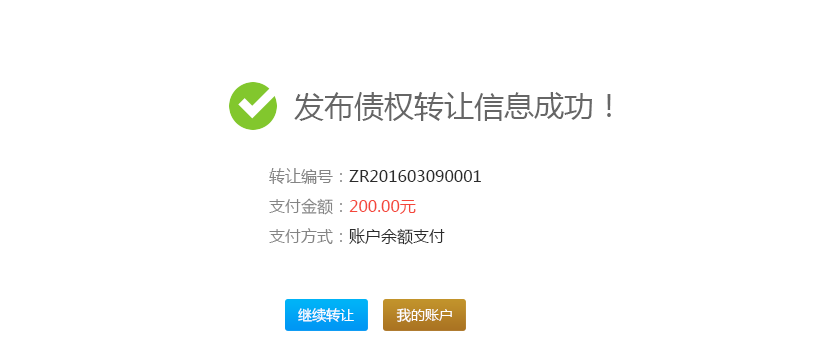 发布债权转让信息成功！
转让编号：ZR201603090001
支付金额：200.00元
支付方式：账户余额支付
继续转让
我的账户